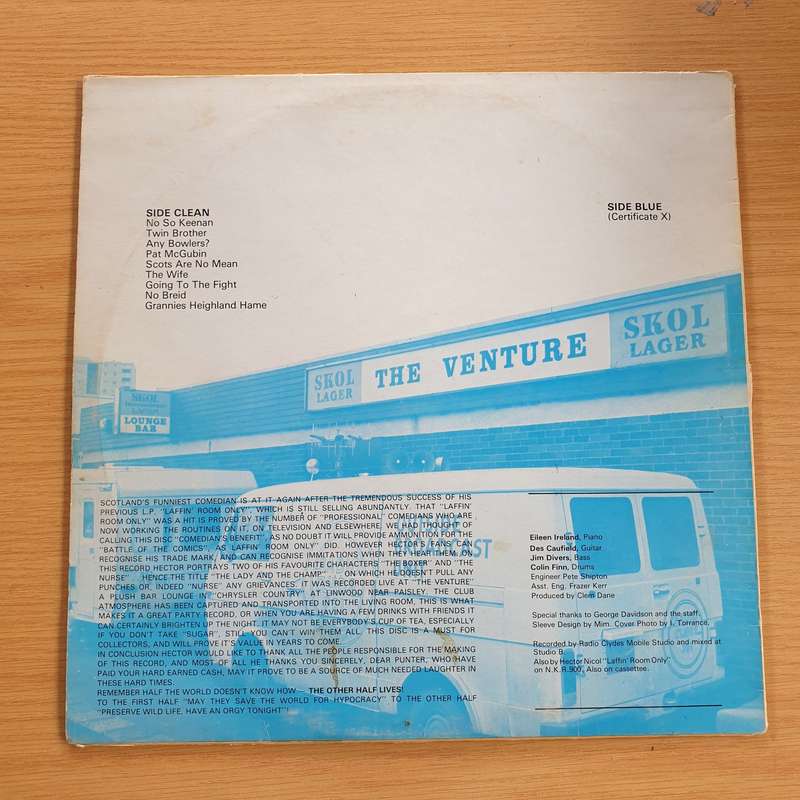 SIDE CLEAN
No So Keenan
Twin Brother
Any Bowlers?
Pat McGubin
Scots Are No Mean
The Wife
Going To The Fight
No Breid
Grannies Heighland Hame
SIDE BLUE
(Certificate X)
SKOL
LAGER
THE VENTURE
SKOL
LAGER
SKOL
LOUNGE
BAR
SCOTLAND'S FUNNIEST COMEDIAN IS AT IT AGAIN AFTER THE TREMENDOUS SUCCESS OF HIS
PREVIOUS L.P. "LAFFIN' ROOM ONLY", WHICH IS STILL SELLING ABUNDANTLY. THAT "LAFFIN'
ROOM ONLY" WAS A HIT IS PROVED BY THE NUMBER OF "PROFESSIONAL" COMEDIANS WHO ARE
NOW WORKING THE ROUTINES OF IT, ON TELEVISION AND ELSEWHERE, WE HAD THOUGHT OF
CALLING THIS DISC "COMEDIANS BENEFIT", AS NO DOUBT IT WILL PROVIDE AMMUNTION FOR THE
"BATTLE OF THE COMICS", AS "LAFFIN' ROOM ONLY" DID. HOWEVER HECTOR'S FANS CAN
RECOGNISE HIS TRADE MARK, AND CAN RECOGNISE IMMITATIONS WHEN THEY HEAR THEM, ON
THIS RECORD HECTOR PORTRAYS TWO OF HIS FAVOURITE CHARACTERS "THE BOXER" AND "THE
NURSE" . . . HENCE THE TITLE "THE LADY AND THE CHAMP" . . . ON WHICH HE DOESN'T PULL ANY
PUNCHES OR, INDEED "NURSE" ANY GRIEVANCES. IT WAS RECORDED LIVE AT "THE VENTURE"
A PLUSH BAR LOUNGE IN CHRYSLER COUNTRY, AT LINWOOD NEAR PAISLEY. THE CLUB
ATMOSPHERE HAS BEEN CAPTURED AND TRANSPORTED INTO THE LIVING ROOM, THIS IS WHAT
MAKES IT A GREAT PARTY RECORD, OR WHEN YOU ARE HAVING A FEW DRINKS WITH FRIENDS IT
CAN CERTAINLY BRIGHTEN UP THE NIGHT. IT MAY NOT BE EVERYBODY'S CUP OF TEA, ESPECIALLY
IF YOU DON'T TAKE "SUGAR", STILL YOU CAN'T WIN THEM ALL. THIS DISC IS A MUST FOR
COLLECTORS, AND WILL PROVE IT'S VALUE IN YEARS TO COME.
IN CONCLUSION HECTOR WOULD LIKE TO THANK ALL THE PEOPLE RESPONSIBLE FOR THE MAKING
OF THIS RECORD, AND MOST OF ALL HE THANKS YOU SINCERELY, DEAR PUNTER, WHO HAVE
PAID YOUR HARD EARNED CASH, MAY IT PROVE TO BE A SOURCE OF MUCH NEEDED LAUGHTER IN
THESE HARD TIMES.
REMEMBER HALF THE WORLD DOESN'T KNOW HOW . . . THE OTHER HALF LIVES!
TO THE FIRST HALF "MAY THEY SAVE THE WORLD FOR HYPOCRACY" TO THE OTHER HALF
"PRESERVE WILD LIFE, HAVE AN ORGY TONIGHT"!
BROADCAST
Eileen Ireland, Piano
Des Caufield, Guitar
Jim Divers, Bass
Colin Finn, Drums
Engineer Pete Shipton
Asst. Eng. Frazer Kerr
Produced by Clem Dane
Special thanks to George Davidson and the staff.
Sleeve Design by Mim. Cover Photo by I. Torrance.
Recorded by Radio Clydes Mobile Studio and mixed at
Studio B.
Also by Hector Nicol "Laffin' Room Only"
on N.K.R. 900. Also on cassettee.